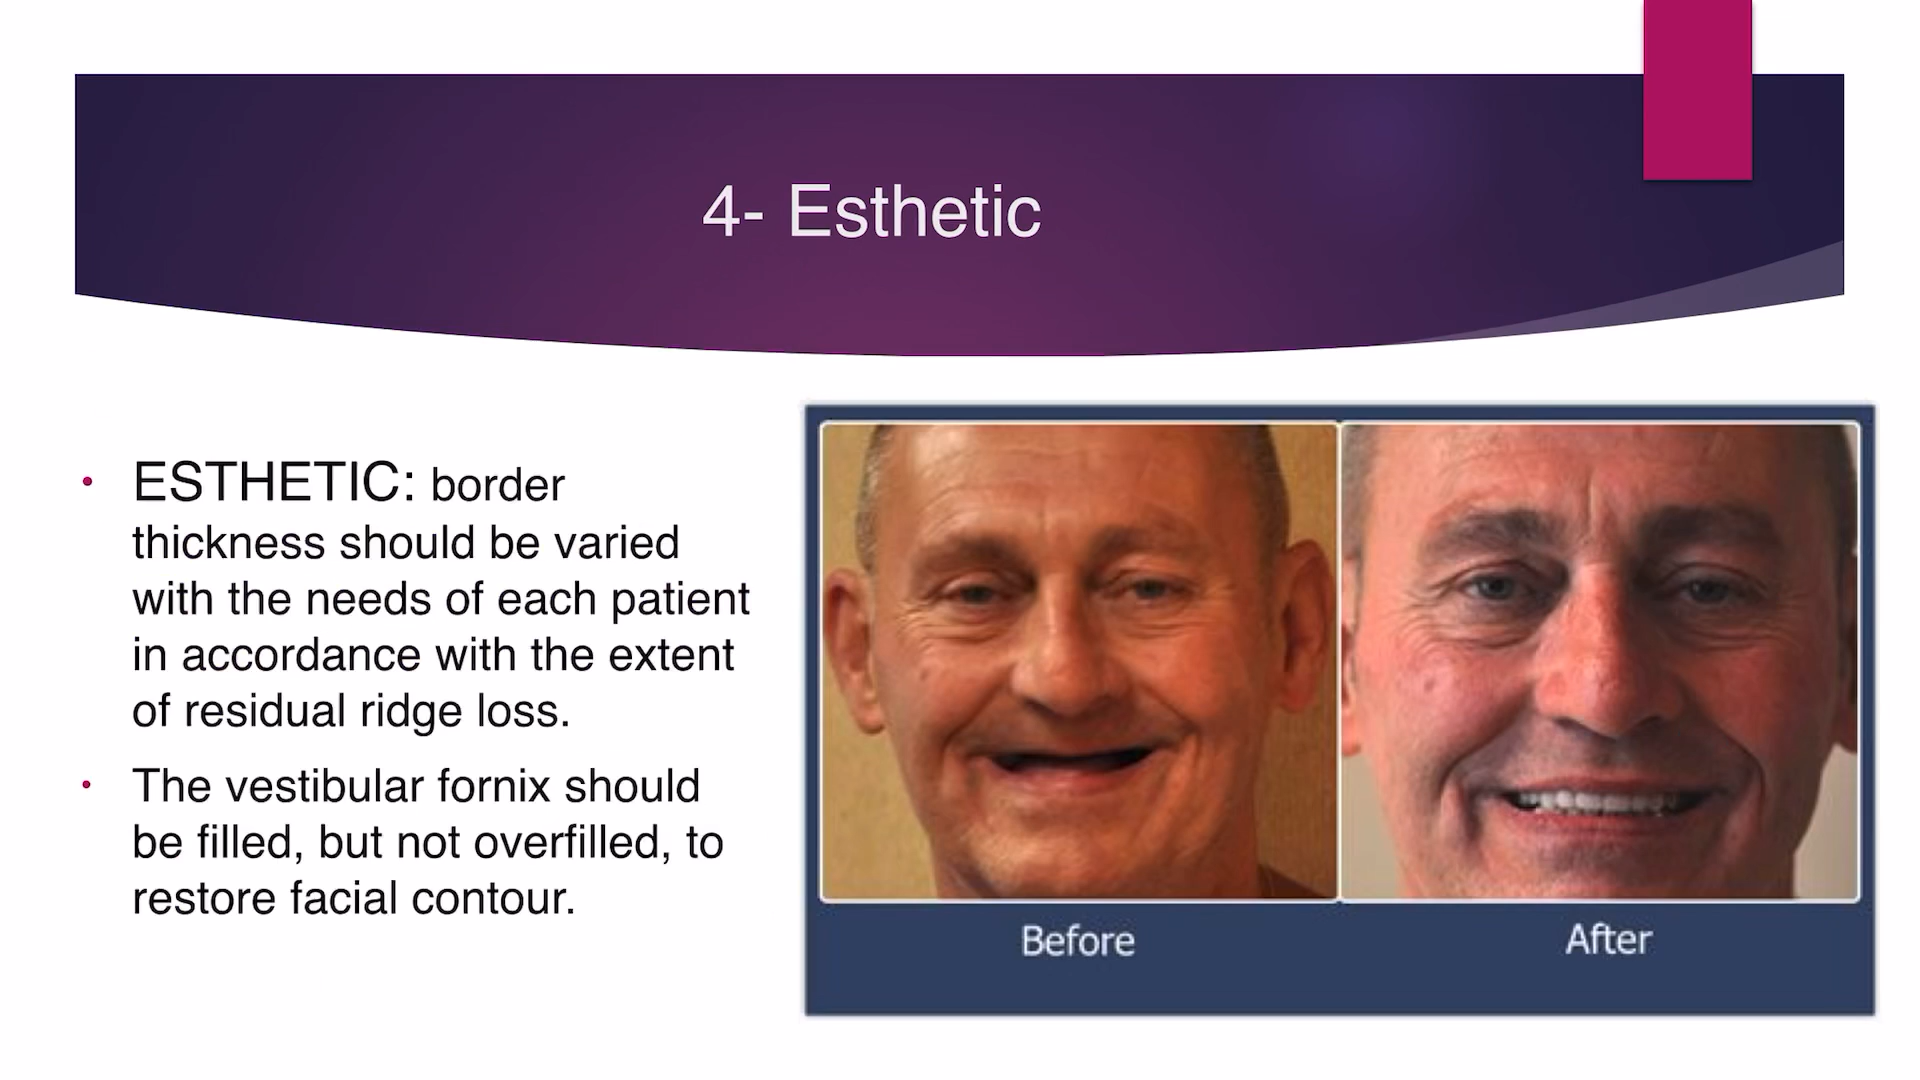 4- Esthetic
• ESTHETIC: border
thickness should be varied
with the needs of each patient
in accordance with the extent
of residual ridge loss.
• The vestibular fornix should
be filled, but not overfilled, to
restore facial contour.
Before
After